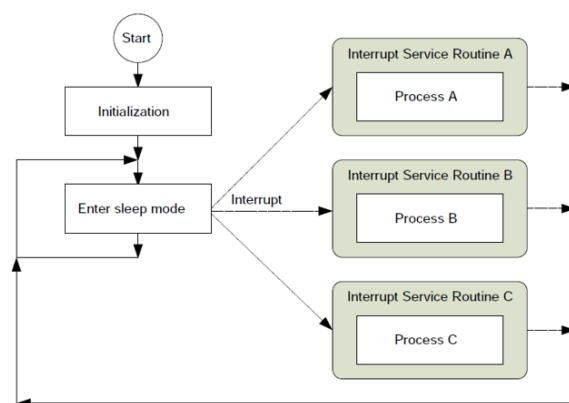 Start
Initialization
Enter sleep mode
Interrupt
Interrupt Service Routine A
Process A
Interrupt Service Routine B
Process B
Interrupt Service Routine C
Process C